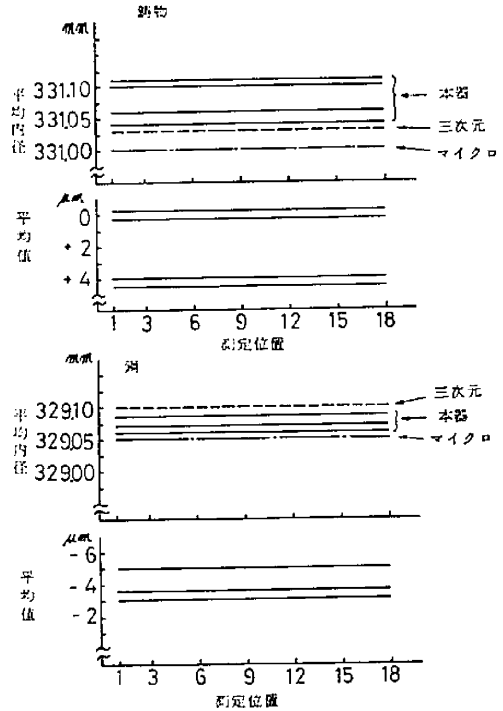 鋳物
mm
平均内径
331.10
331.05
331.00
本器
三次元
マイクロ
μm
平均値
0
+2
+4
1 3 6 9 12 15 18
測定位置
mm
鋼
平均内径
329.10
329.05
329.00
三次元
本器
マイクロ
μm
平均値
-6
-4
-2
1 3 6 9 12 15 18
測定位置